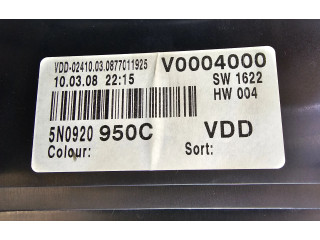 VDD-02410.03.0877011925 V0004000
10.03.08 22:15 SW 1622
HW 004
5N0920 950C VDD
Colour: Sort: